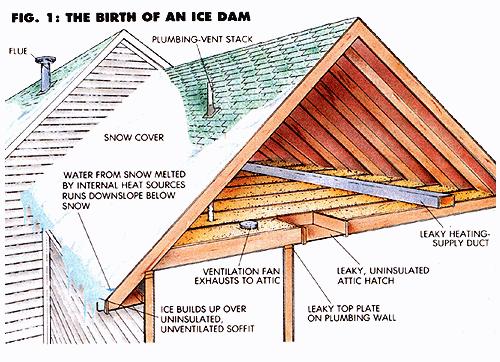 FIG. 1: THE BIRTH OF AN ICE DAM
FLUE
PLUMBING-VENT STACK
SNOW COVER
WATER FROM SNOW MELTED
BY INTERNAL HEAT SOURCES
RUNS DOWNSLOPE BELOW
SNOW
LEAKY HEATING-
SUPPLY DUCT
VENTILATION FAN
EXHAUSTS TO ATTIC
LEAKY, UNINSULATED
ATTIC HATCH
ICE BUILDS UP OVER
UNINSULATED,
UNVENTILATED SOFFIT
LEAKY TOP PLATE
ON PLUMBING WALL